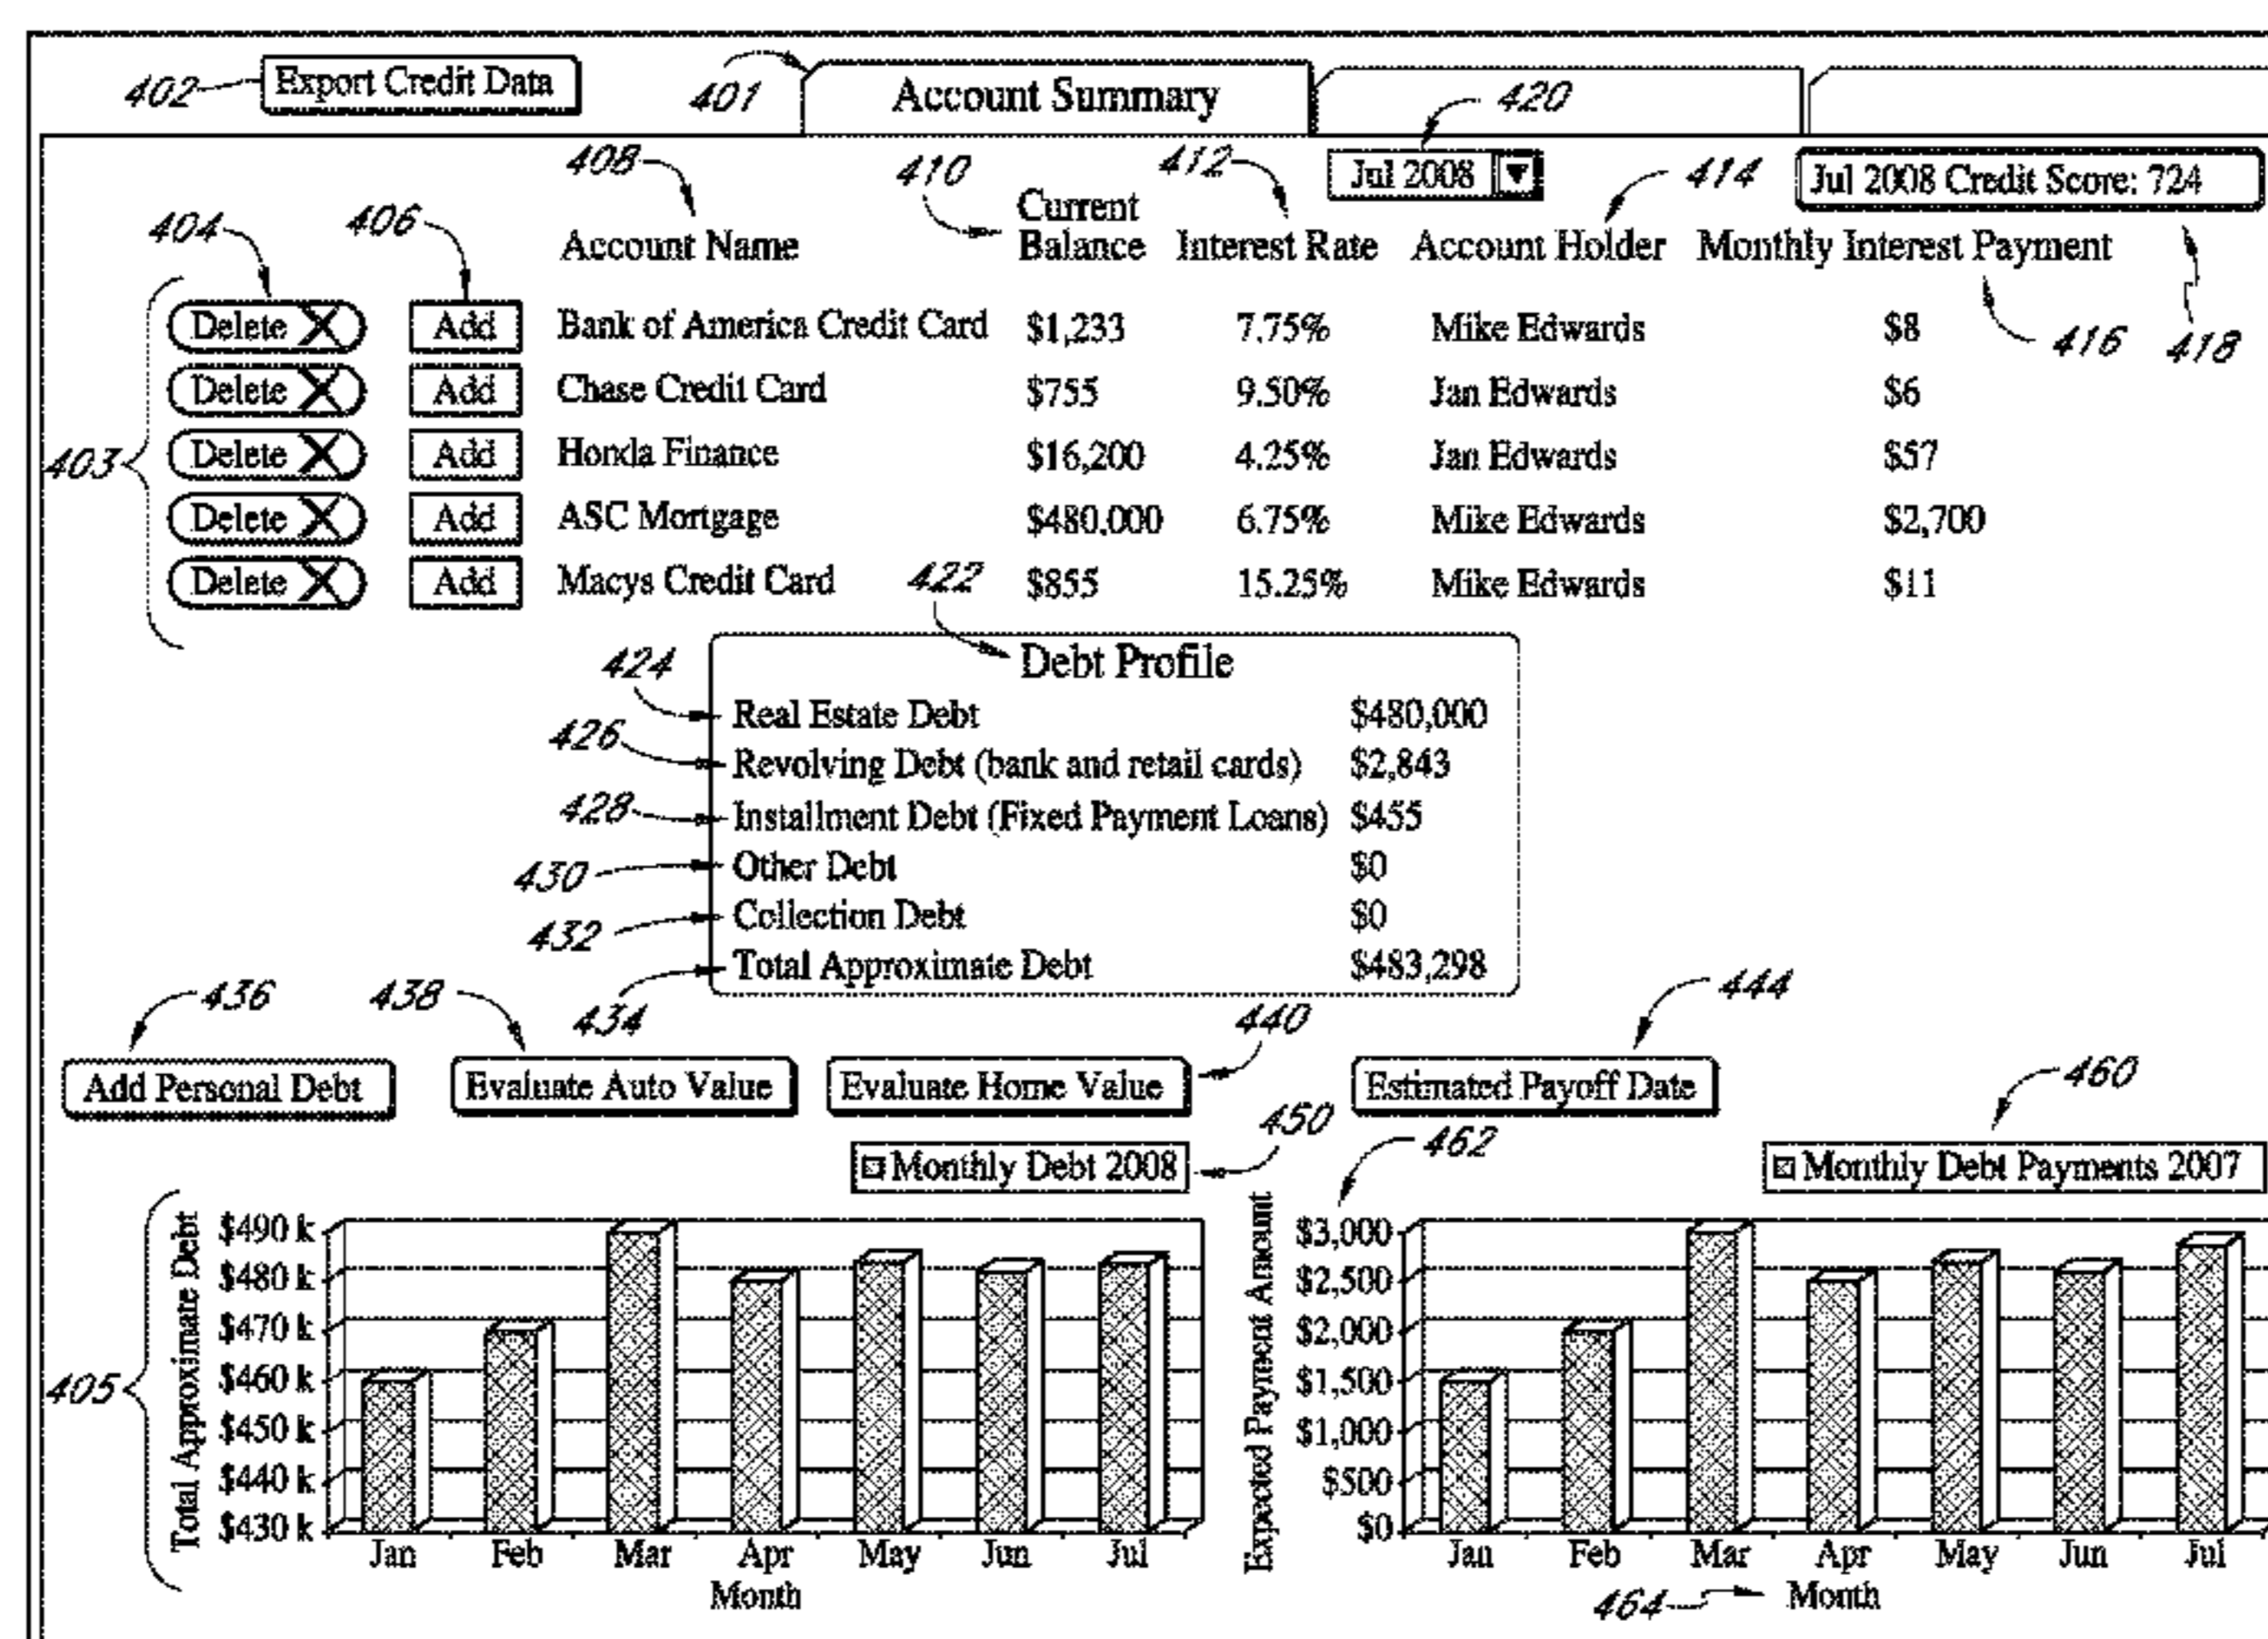 402 Export Credit Data 401 Account Summary 420
408 410 412 Jul 2008 414 Jul 2008 Credit Score: 724
404 406 Account Name Current Balance Interest Rate Account Holder Monthly Interest Payment
416 418
403
Delete X Add Bank of America Credit Card $1,233 7.75% Mike Edwards $8
Delete X Add Chase Credit Card $755 9.50% Jan Edwards $6
Delete X Add Honda Finance $16,200 4.25% Jan Edwards $57
Delete X Add ASC Mortgage $480,000 6.75% Mike Edwards $2,700
Delete X Add Macys Credit Card $855 15.25% Mike Edwards $11
422
Debt Profile
424 Real Estate Debt $480,000
426 Revolving Debt (bank and retail cards) $2,843
428 Installment Debt (Fixed Payment Loans) $455
430 Other Debt $0
432 Collection Debt $0
434 Total Approximate Debt $483,298
436 438 440 444
Add Personal Debt Evaluate Auto Value Evaluate Home Value Estimated Payoff Date
450 462 460
Monthly Debt 2008
405
Total Approximate Debt
$490 k
$480 k
$470 k
$460 k
$450 k
$440 k
$430 k
Jan Feb Mar Apr May Jun Jul
Month
Monthly Debt Payments 2007
Expected Payment Amount
$3,000
$2,500
$2,000
$1,500
$1,000
$500
$0
Jan Feb Mar Apr May Jun Jul
464 Month